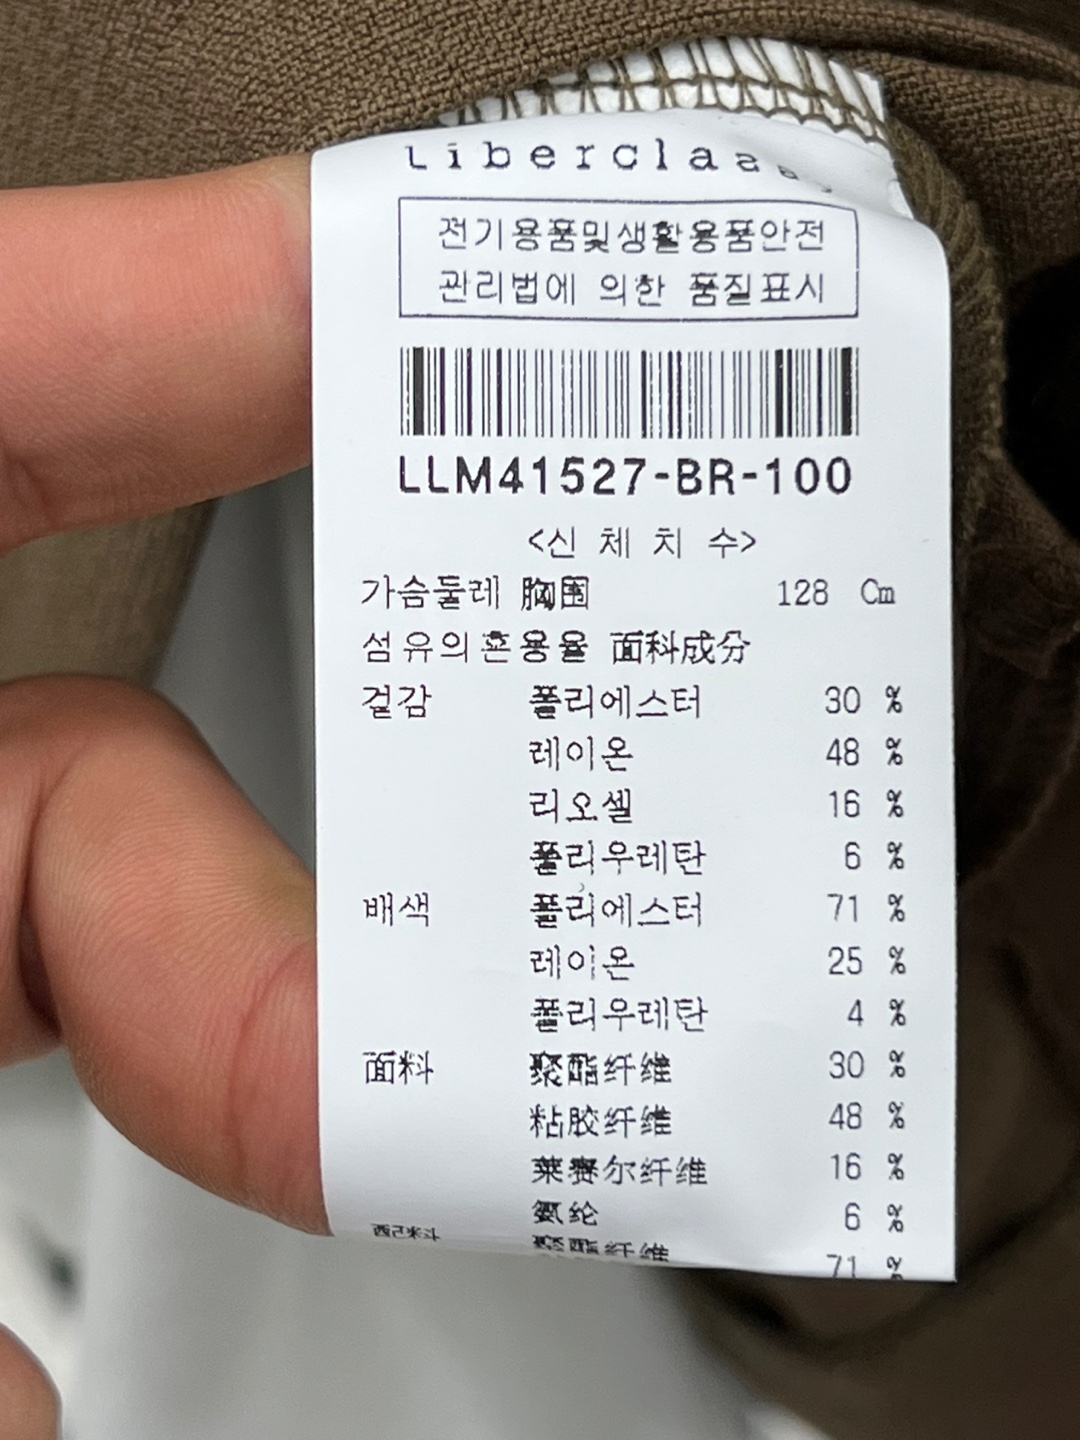 Liberclassy
전기용품및생활용품안전
관리법에 의한 품질표시
LLM41527-BR-100
<신 체 치 수>
가슴둘레 胸围 128 Cm
섬유의혼용율 面科成分
겉감 폴리에스터 30 %
레이온 48 %
리오셀 16 %
폴리우레탄 6 %
배색 폴리에스터 71 %
레이온 25 %
폴리우레탄 4 %
面料 聚酯纤维 30 %
粘胶纤维 48 %
莱赛尔纤维 16 %
氨纶 6 %
配料 聚酯纤维 71 %